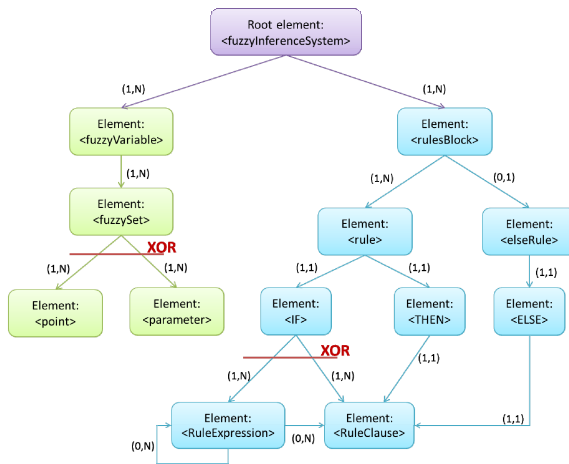 Root element:
<fuzzyInferenceSystem>
(1,N)
(1,N)
Element:
<fuzzyVariable>
Element:
<rulesBlock>
(1,N)
(1,N)
(0,1)
Element:
<fuzzySet>
Element:
<rule>
Element:
<elseRule>
XOR
(1,N)
(1,N)
(1,1)
(1,1)
(1,1)
Element:
<point>
Element:
<parameter>
Element:
<IF>
Element:
<THEN>
Element:
<ELSE>
XOR
(1,N)
(1,N)
(1,1)
Element:
<RuleExpression>
Element:
<RuleClause>
(0,N)
(0,N)
(1,1)